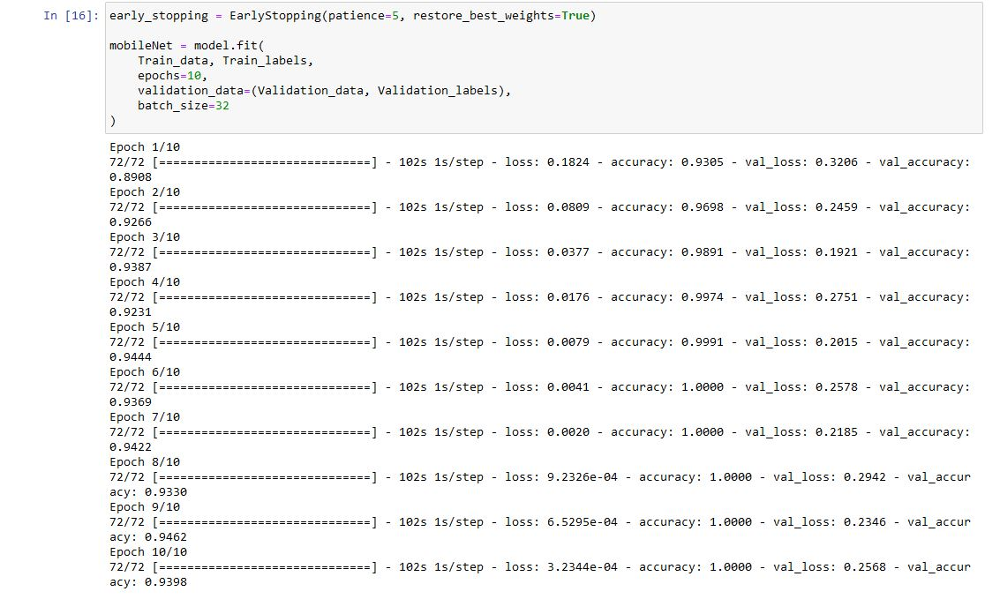 In [16]: early_stopping = EarlyStopping(patience=5, restore_best_weights=True)
mobileNet = model.fit(
    Train_data, Train_labels,
    epochs=10,
    validation_data=(Validation_data, Validation_labels),
    batch_size=32
)
Epoch 1/10
72/72 [==============================] - 102s 1s/step - loss: 0.1824 - accuracy: 0.9305 - val_loss: 0.3206 - val_accuracy:
0.8908
Epoch 2/10
72/72 [==============================] - 102s 1s/step - loss: 0.0809 - accuracy: 0.9698 - val_loss: 0.2459 - val_accuracy:
0.9266
Epoch 3/10
72/72 [==============================] - 102s 1s/step - loss: 0.0377 - accuracy: 0.9891 - val_loss: 0.1921 - val_accuracy:
0.9387
Epoch 4/10
72/72 [==============================] - 102s 1s/step - loss: 0.0176 - accuracy: 0.9974 - val_loss: 0.2751 - val_accuracy:
0.9231
Epoch 5/10
72/72 [==============================] - 102s 1s/step - loss: 0.0079 - accuracy: 0.9991 - val_loss: 0.2015 - val_accuracy:
0.9444
Epoch 6/10
72/72 [==============================] - 102s 1s/step - loss: 0.0041 - accuracy: 1.0000 - val_loss: 0.2578 - val_accuracy:
0.9369
Epoch 7/10
72/72 [==============================] - 102s 1s/step - loss: 0.0020 - accuracy: 1.0000 - val_loss: 0.2185 - val_accuracy:
0.9422
Epoch 8/10
72/72 [==============================] - 102s 1s/step - loss: 9.2326e-04 - accuracy: 1.0000 - val_loss: 0.2942 - val_accur
acy: 0.9330
Epoch 9/10
72/72 [==============================] - 102s 1s/step - loss: 6.5295e-04 - accuracy: 1.0000 - val_loss: 0.2346 - val_accur
acy: 0.9462
Epoch 10/10
72/72 [==============================] - 102s 1s/step - loss: 3.2344e-04 - accuracy: 1.0000 - val_loss: 0.2568 - val_accur
acy: 0.9398